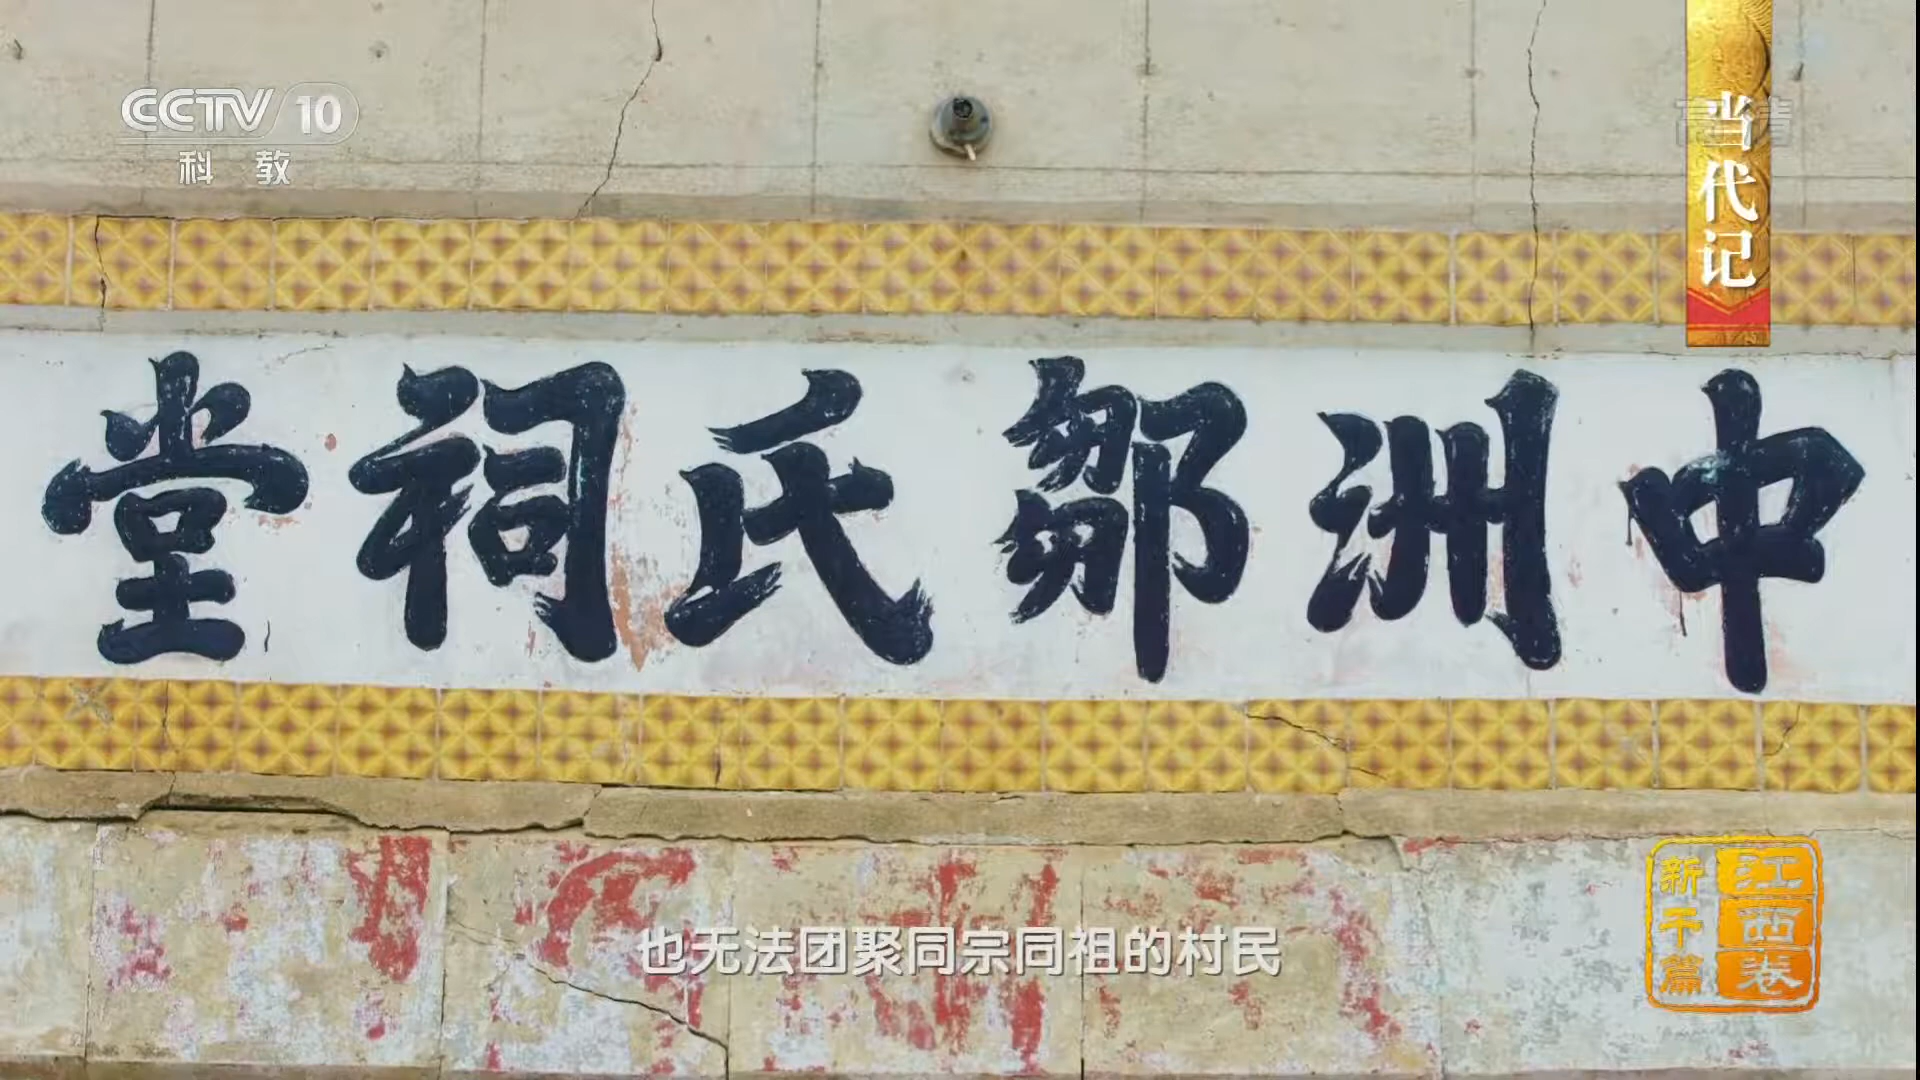 CCTV 10
科 教
高清
当代记
中洲鄒氏祠堂
也无法团聚同宗同祖的村民
江西卷
新干篇